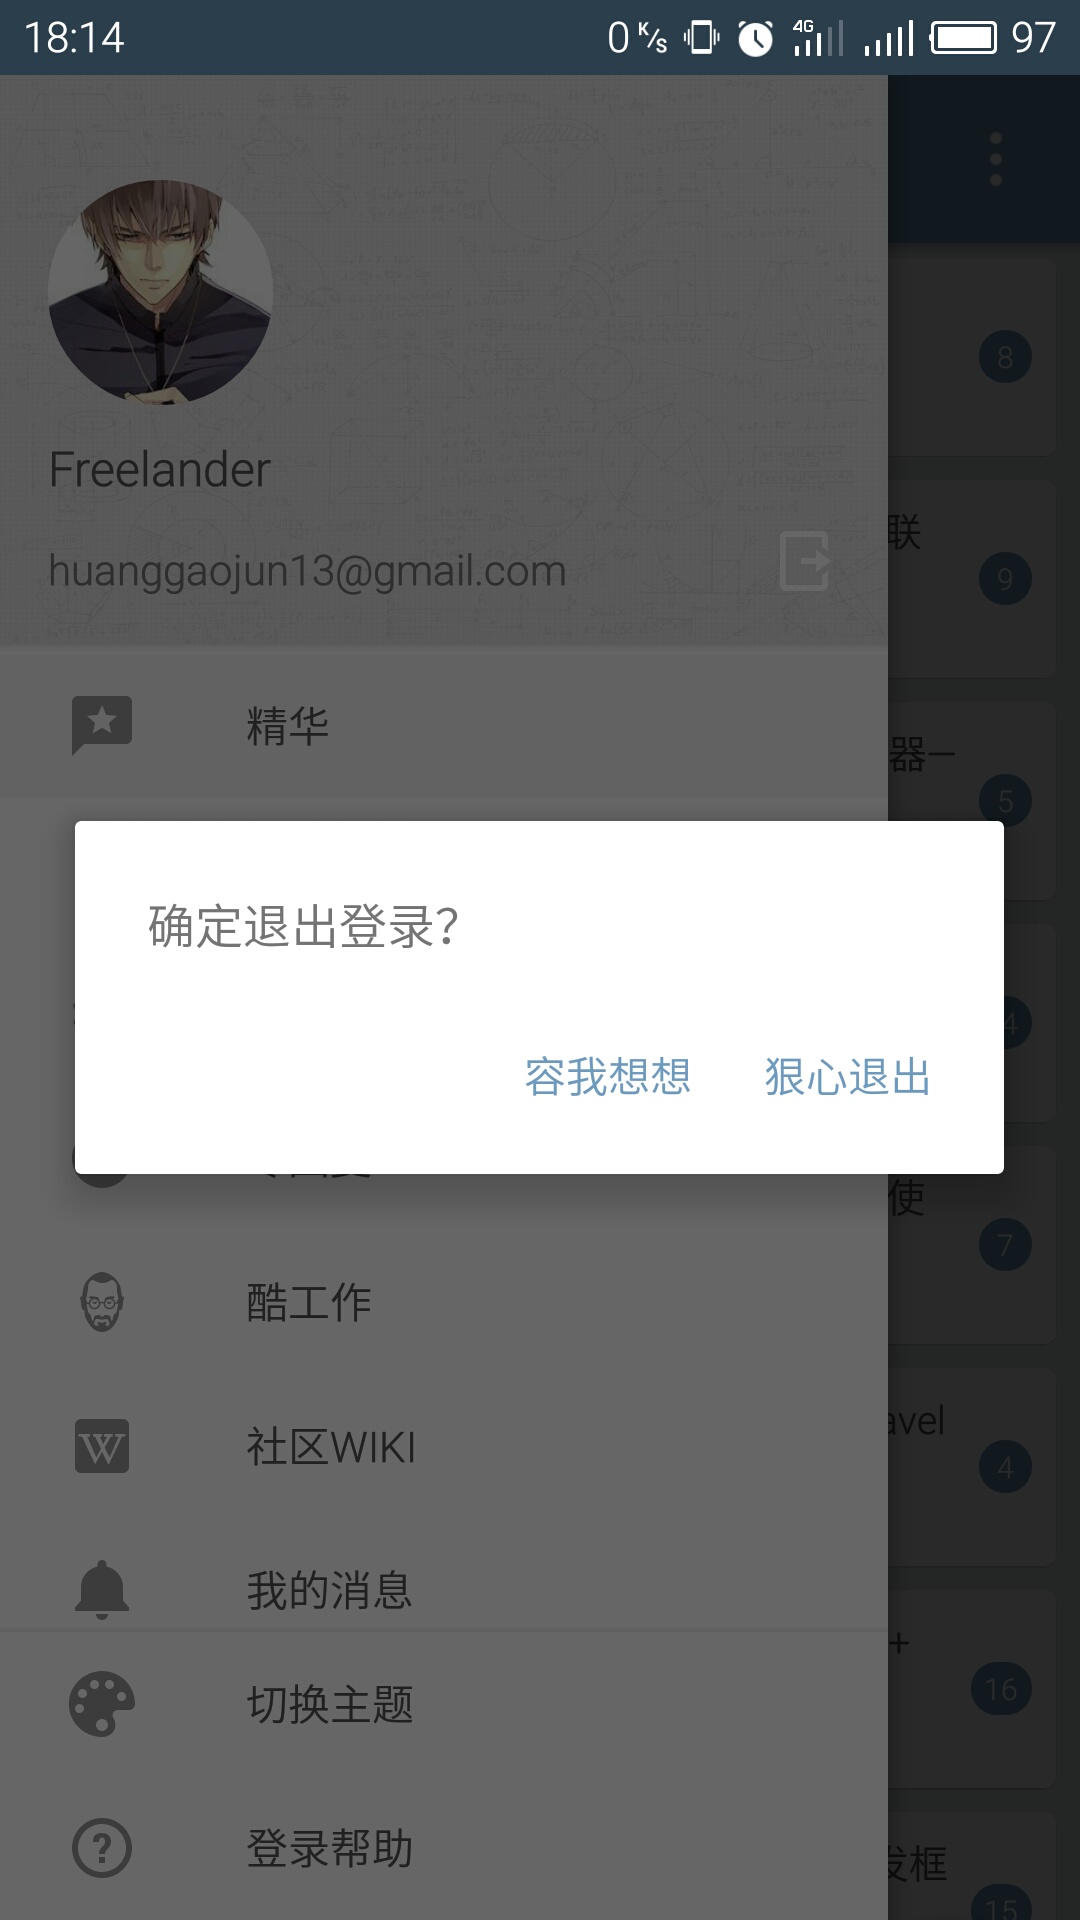 18:14
0 K/s
4G
97
Freelander
huanggaojun13@gmail.com
精华
确定退出登录?
容我想想
狠心退出
酷工作
社区WIKI
我的消息
切换主题
登录帮助
8
联
9
器—
5
4
使
7
avel
4
+
16
发框
15